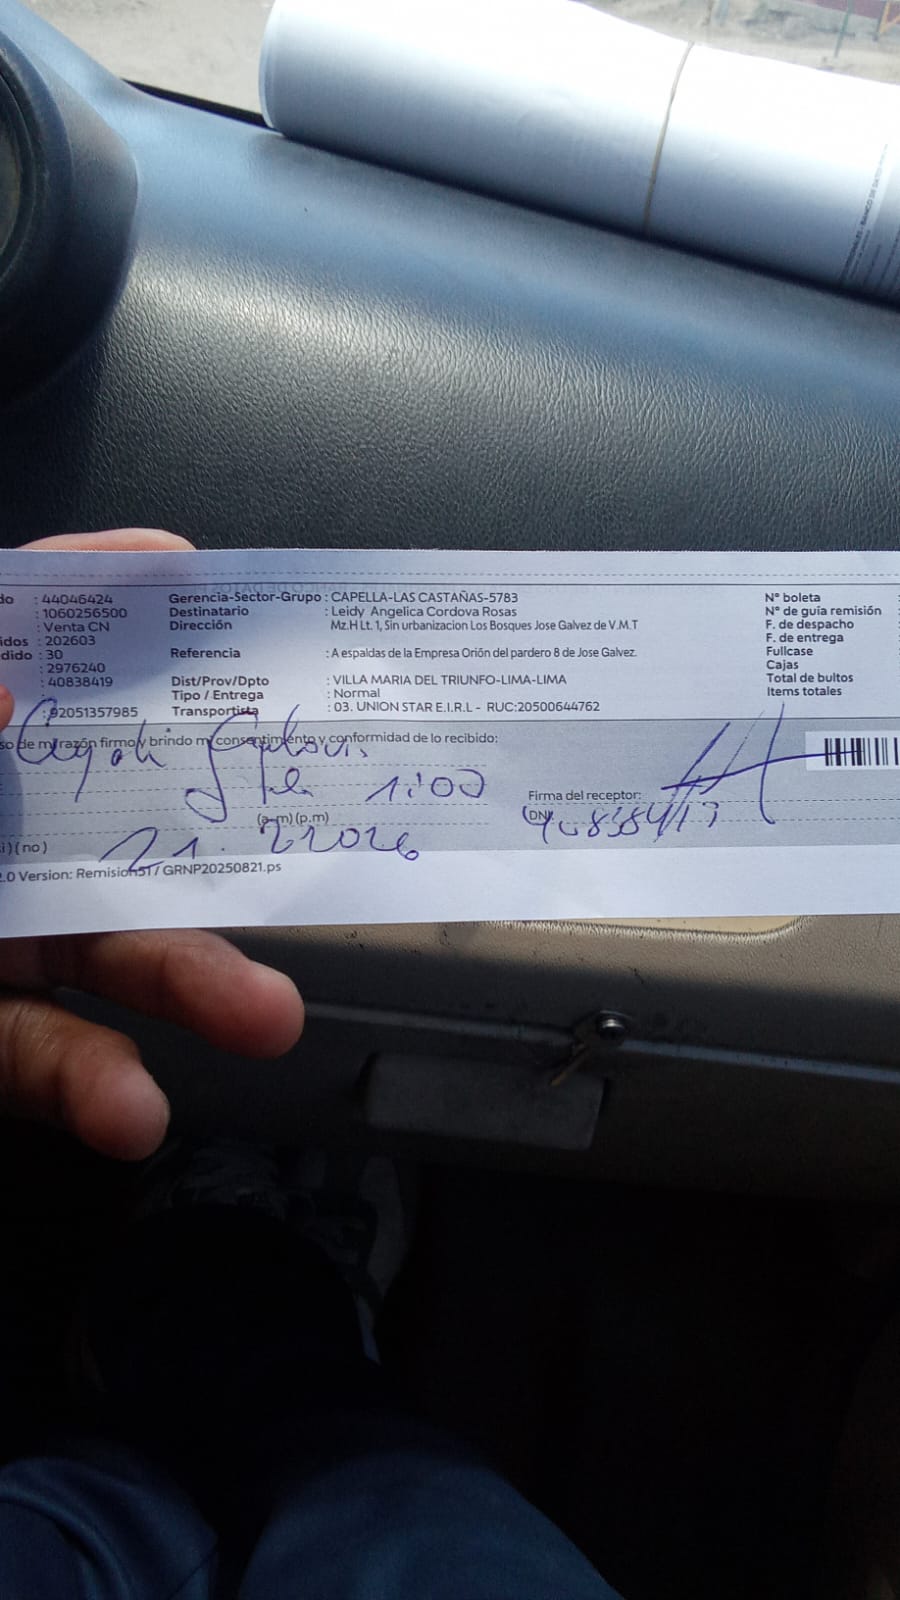 do : 44046424 Gerencia-Sector-Grupo : CAPELLA-LAS CASTAÑAS-5783 N° boleta
: 1060256500 Destinatario : Leidy Angelica Cordova Rosas N° de guía remisión
: Venta CN Dirección Mz.H Lt. 1, Sin urbanizacion Los Bosques Jose Galvez de V.M.T F. de despacho
idos : 202603 F. de entrega
dido : 30 Referencia : A espaldas de la Empresa Orión del pardero 8 de Jose Galvez. Fullcase
: 2976240 Cajas
: 40838419 Dist/Prov/Dpto : VILLA MARIA DEL TRIUNFO-LIMA-LIMA Total de bultos
Tipo / Entrega : Normal Items totales
: 92051357985 Transportista : 03. UNION STAR E.I.R.L - RUC:20500644762
so de mi razón firmo y brindo mi consentimiento y conformidad de lo recibido:
1:00
Firma del receptor:
(a-m) (p.m) (DNI
21. 2 2026
i) ( no )
2.0 Version: Remision51 / GRNP20250821.ps